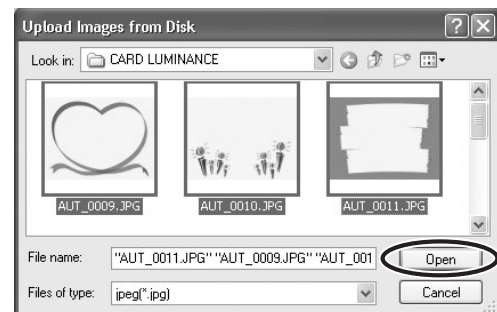 Upload Images from Disk
Look in: CARD LUMINANCE
AUT_0009.JPG AUT_0010.JPG AUT_0011.JPG
File name: "AUT_0011.JPG" "AUT_0009.JPG" "AUT_001 Open
Files of type: jpeg(*.jpg) Cancel